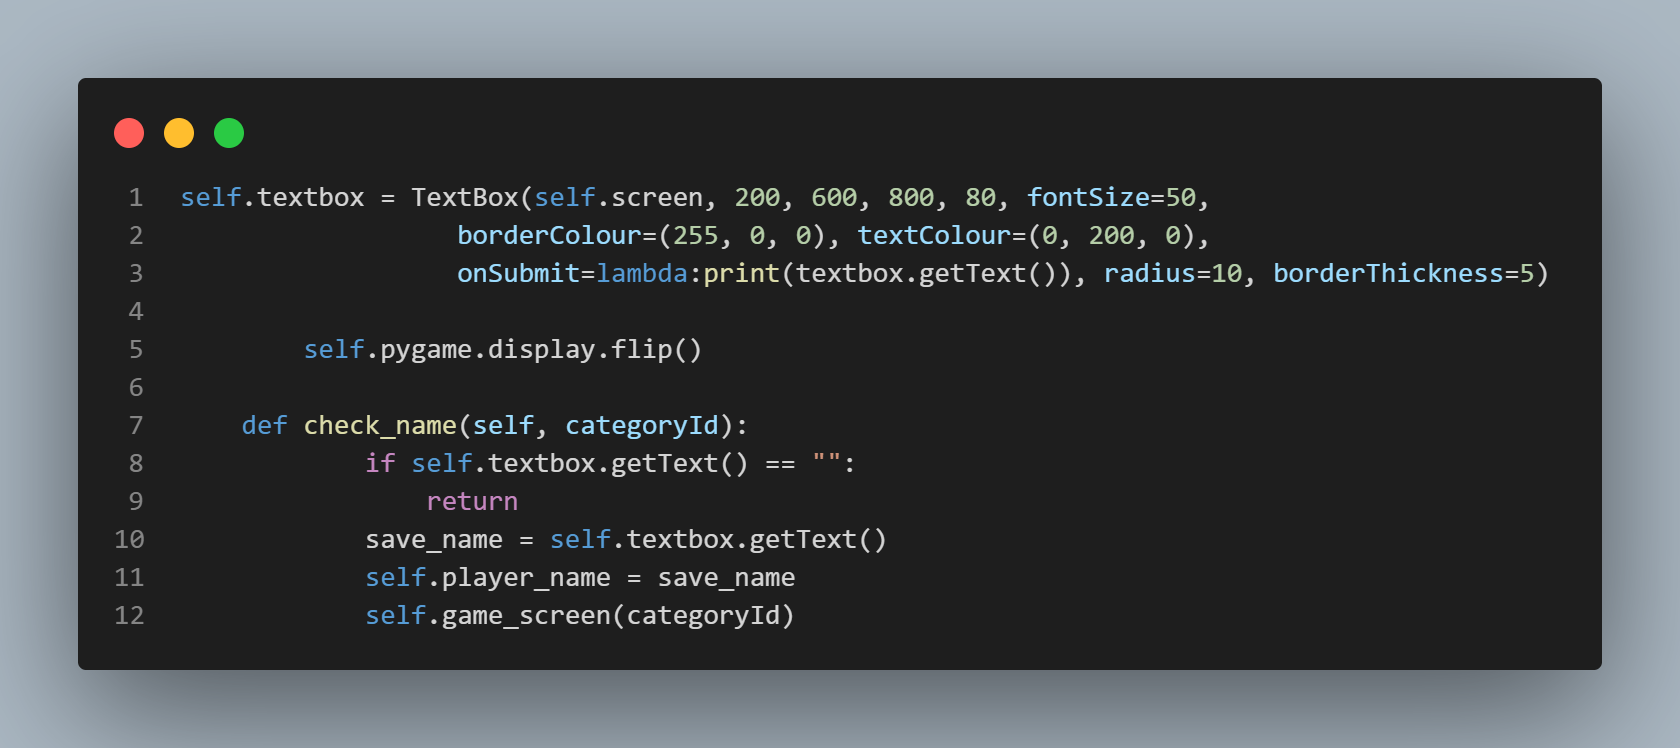 1 self.textbox = TextBox(self.screen, 200, 600, 800, 80, fontSize=50,
2                   borderColour=(255, 0, 0), textColour=(0, 200, 0),
3                   onSubmit=lambda:print(textbox.getText()), radius=10, borderThickness=5)
4
5         self.pygame.display.flip()
6
7     def check_name(self, categoryId):
8             if self.textbox.getText() == "":
9                 return
10             save_name = self.textbox.getText()
11             self.player_name = save_name
12             self.game_screen(categoryId)